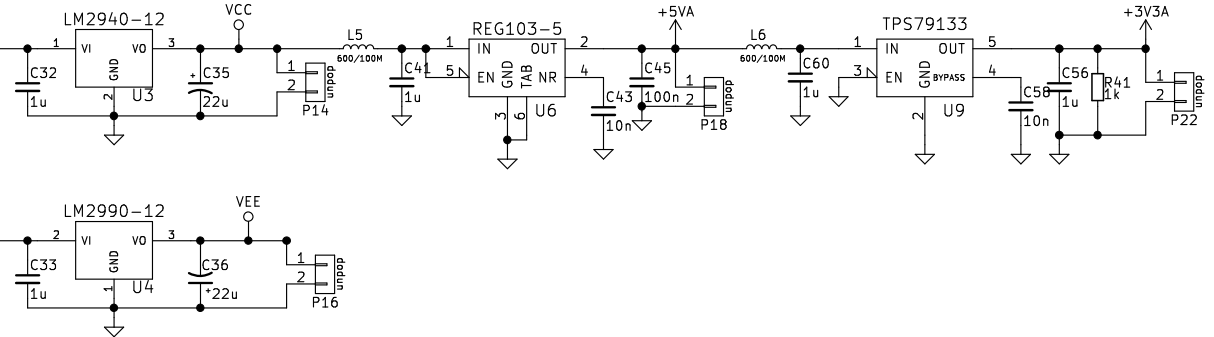 LM2940-12
VCC
1 VI VO 3
GND
2
U3
C32
1u
+
C35
22u
1
2
dopun
P14
L5
600/100M
C41
1u
REG103-5
1 IN OUT 2
5 EN NR 4
GND
TAB
3
6
U6
C43
10n
+5VA
C45
100n
1
2
dopun
P18
L6
600/100M
C60
1u
TPS79133
1 IN OUT 5
3 EN BYPASS 4
GND
2
U9
C58
10n
C56
1u
R41
1k
+3V3A
1
2
dopun
P22
LM2990-12
VEE
2 VI VO 3
GND
1
U4
C33
1u
C36
+
22u
1
2
dopun
P16